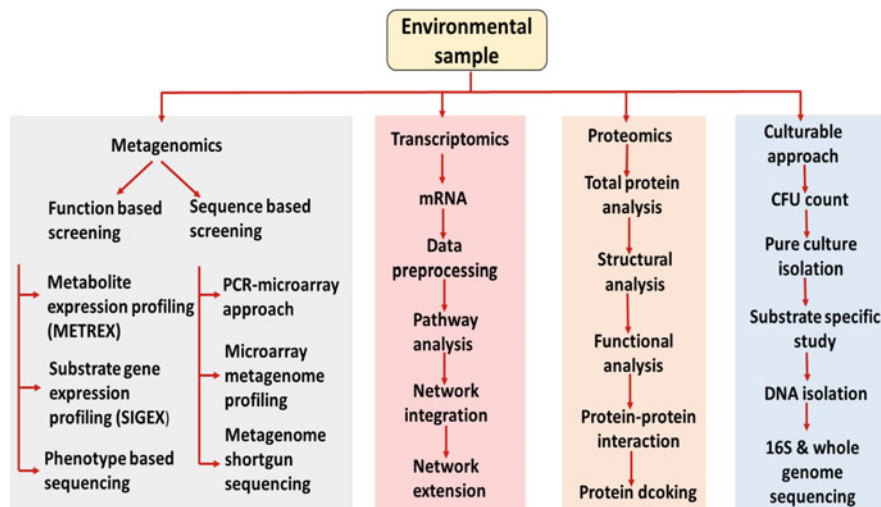 Environmental
sample
Metagenomics
Function based
screening
Sequence based
screening
Metabolite
expression profiling
(METREX)
Substrate gene
expression
profiling (SIGEX)
Phenotype based
sequencing
PCR-microarray
approach
Microarray
metagenome
profiling
Metagenome
shortgun
sequencing
Transcriptomics
mRNA
Data
preprocessing
Pathway
analysis
Network
integration
Network
extension
Proteomics
Total protein
analysis
Structural
analysis
Functional
analysis
Protein-protein
interaction
Protein dcoking
Culturable
approach
CFU count
Pure culture
isolation
Substrate specific
study
DNA isolation
16S & whole
genome
sequencing